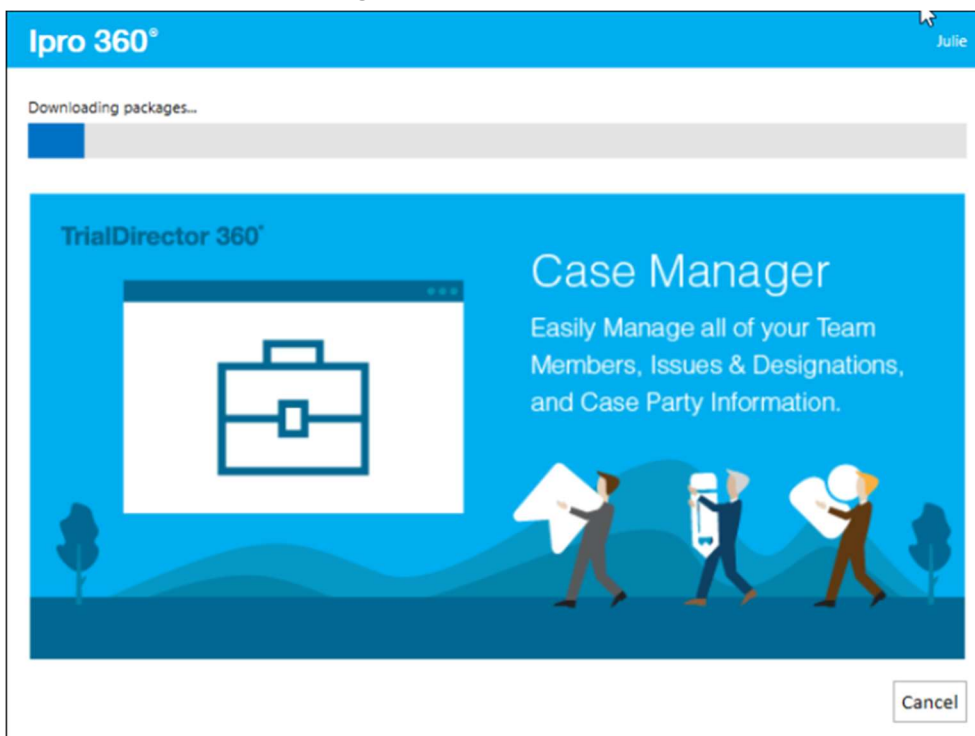 Ipro 360°
Julie
Downloading packages...
TrialDirector 360°
Case Manager
Easily Manage all of your Team
Members, Issues & Designations,
and Case Party Information.
Cancel